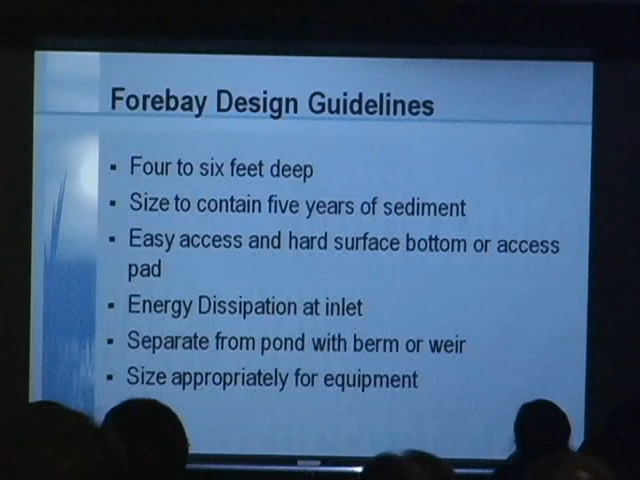 Forebay Design Guidelines
▪ Four to six feet deep
▪ Size to contain five years of sediment
▪ Easy access and hard surface bottom or access
pad
▪ Energy Dissipation at inlet
▪ Separate from pond with berm or weir
▪ Size appropriately for equipment